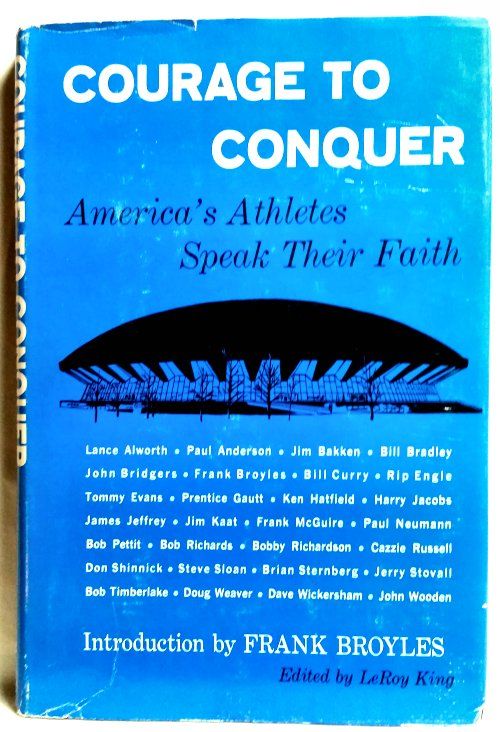 COURAGE TO CONQUER
COURAGE TO
CONQUER
America's Athletes
Speak Their Faith
Lance Alworth • Paul Anderson • Jim Bakken • Bill Bradley
John Bridgers • Frank Broyles • Bill Curry • Rip Engle
Tommy Evans • Prentice Gautt • Ken Hatfield • Harry Jacobs
James Jeffrey • Jim Kaat • Frank McGuire • Paul Neumann
Bob Pettit • Bob Richards • Bobby Richardson • Cazzie Russell
Don Shinnick • Steve Sloan • Brian Sternberg • Jerry Stovall
Bob Timberlake • Doug Weaver • Dave Wickersham • John Wooden
Introduction by FRANK BROYLES
Edited by LeRoy King